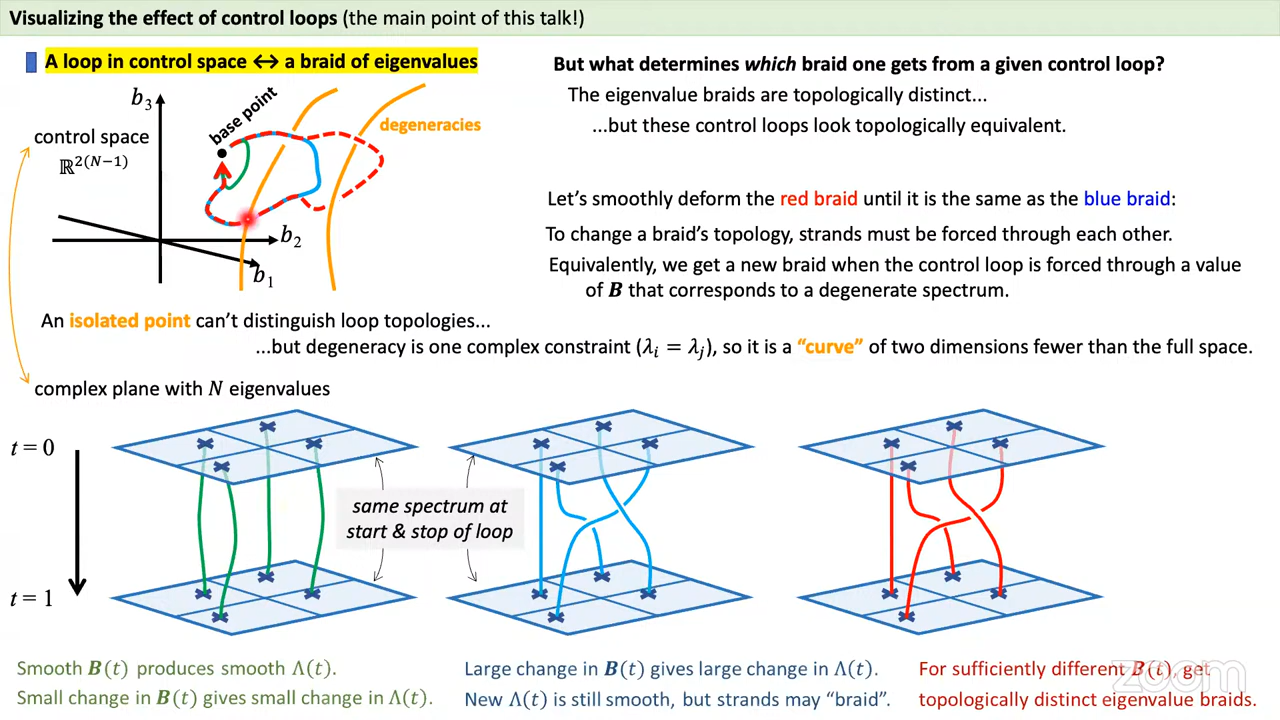 Visualizing the effect of control loops (the main point of this talk!)
A loop in control space ↔ a braid of eigenvalues
b₃
control space
ℝ²⁽ᴺ⁻¹⁾
base point
degeneracies
b₂
b₁
But what determines which braid one gets from a given control loop?
The eigenvalue braids are topologically distinct...
...but these control loops look topologically equivalent.
Let's smoothly deform the red braid until it is the same as the blue braid:
To change a braid's topology, strands must be forced through each other.
Equivalently, we get a new braid when the control loop is forced through a value
of B that corresponds to a degenerate spectrum.
An isolated point can't distinguish loop topologies...
...but degeneracy is one complex constraint (λᵢ = λⱼ), so it is a “curve” of two dimensions fewer than the full space.
complex plane with N eigenvalues
t = 0
same spectrum at
start & stop of loop
t = 1
Smooth B(t) produces smooth Λ(t).
Small change in B(t) gives small change in Λ(t).
Large change in B(t) gives large change in Λ(t).
New Λ(t) is still smooth, but strands may “braid”.
For sufficiently different B(t), get
topologically distinct eigenvalue braids.
zoom